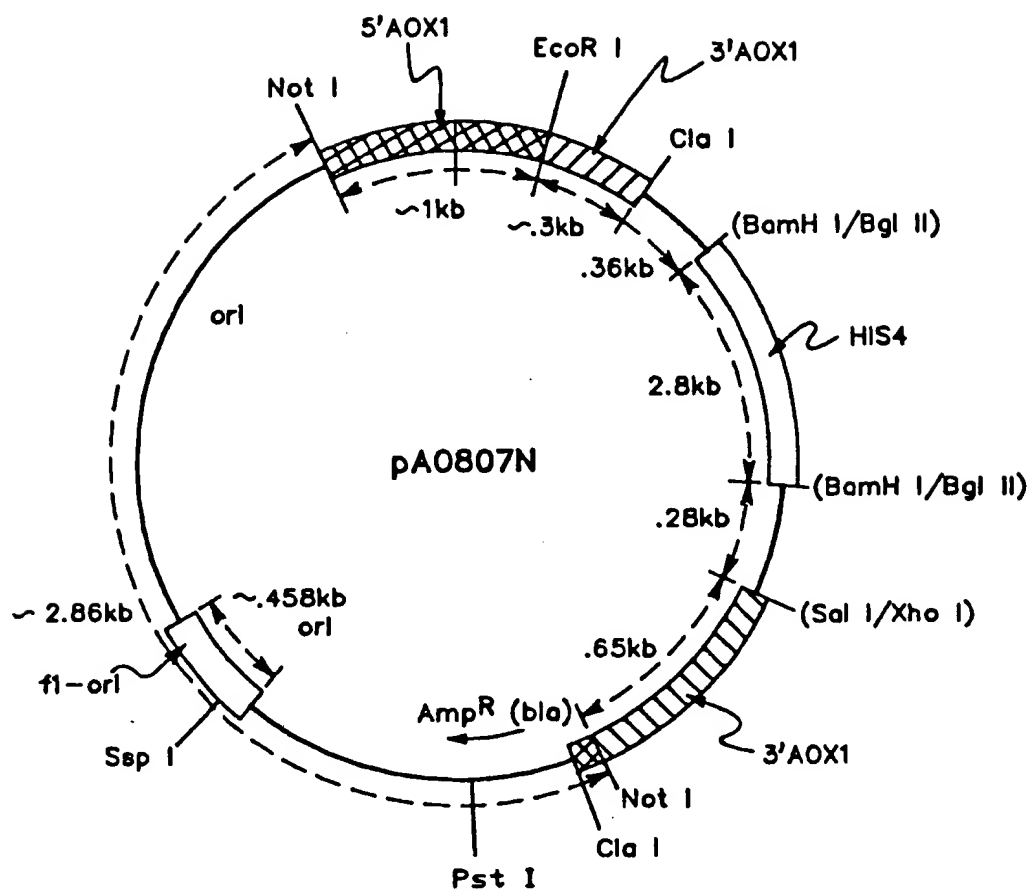 5'AOX1
EcoR I
3'AOX1
Not I
Cla I
~1kb
~.3kb
(BamH I/Bgl II)
.36kb
ori
HIS4
2.8kb
pAO807N
(BamH I/Bgl II)
.28kb
~.458kb
~ 2.86kb
ori
(Sal I/Xho I)
.65kb
f1-ori
AmpR (bla)
Ssp I
3'AOX1
Not I
Cla I
Pst I